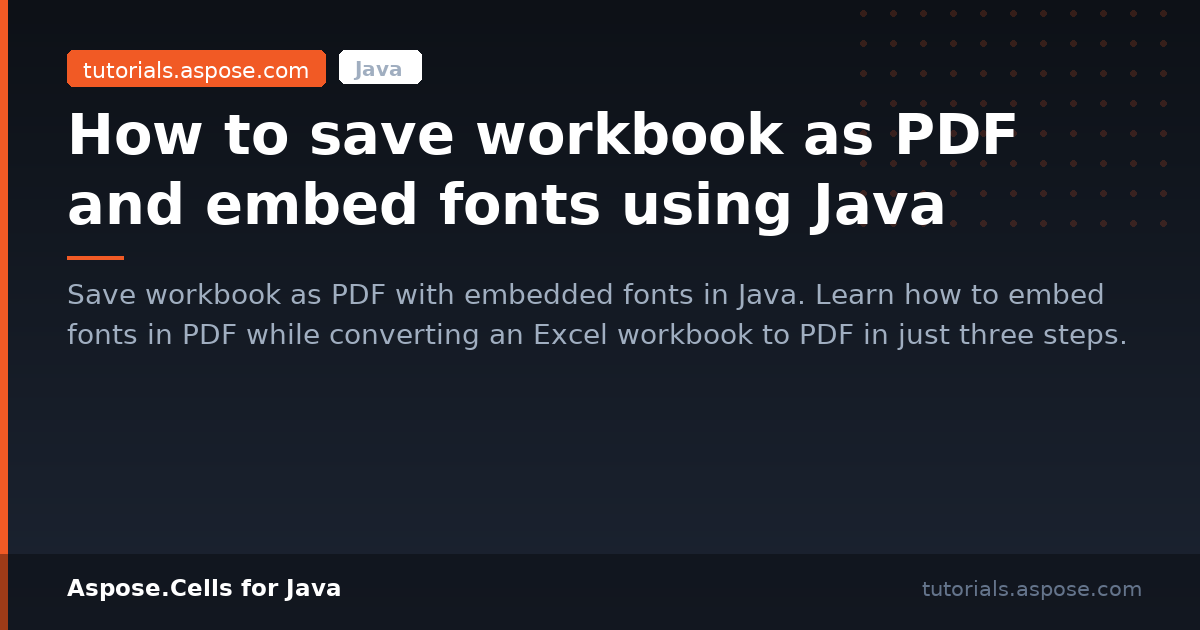 tutorials.aspose.com
Java
How to save workbook as PDF
and embed fonts using Java
Save workbook as PDF with embedded fonts in Java. Learn how to embed
fonts in PDF while converting an Excel workbook to PDF in just three steps.
Aspose.Cells for Java
tutorials.aspose.com